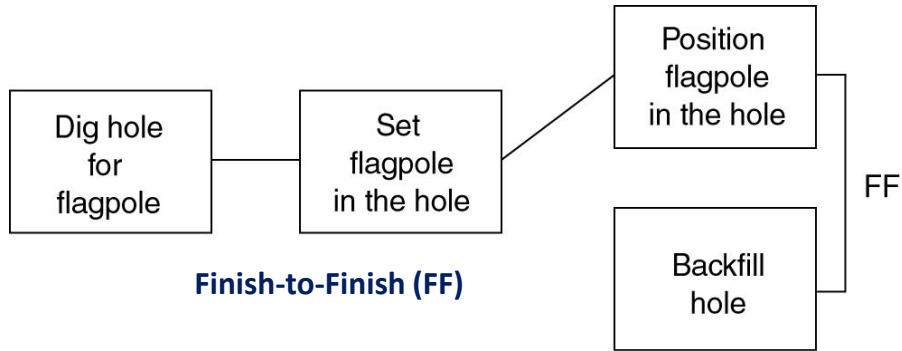 Dig hole
for
flagpole
Set
flagpole
in the hole
Position
flagpole
in the hole
FF
Backfill
hole
Finish-to-Finish (FF)